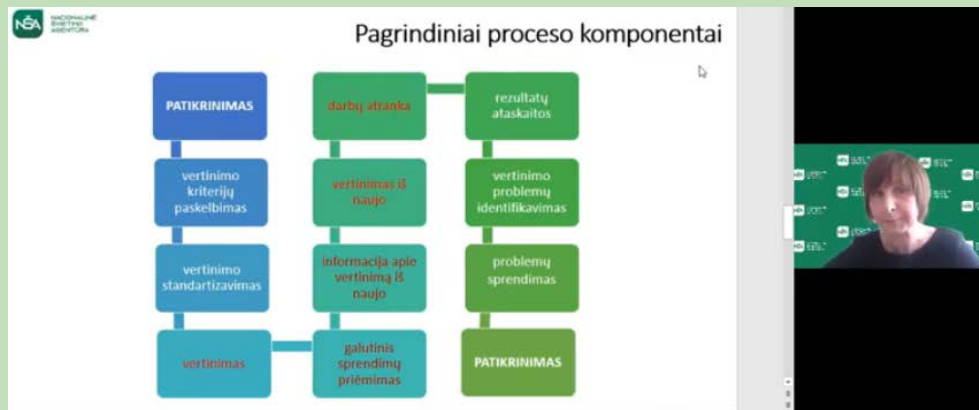 NŠA
NACIONALINĖ
ŠVIETIMO
AGENTŪRA
Pagrindiniai proceso komponentai
PATIKRINIMAS
vertinimo
kriterijų
paskelbimas
vertinimo
standartizavimas
vertinimas
galutinis
sprendimų
priėmimas
informacija apie
vertinimą iš
naujo
vertinimas iš
naujo
darbų atranka
rezultatų
ataskaitos
vertinimo
problemų
identifikavimas
problemų
sprendimas
PATIKRINIMAS